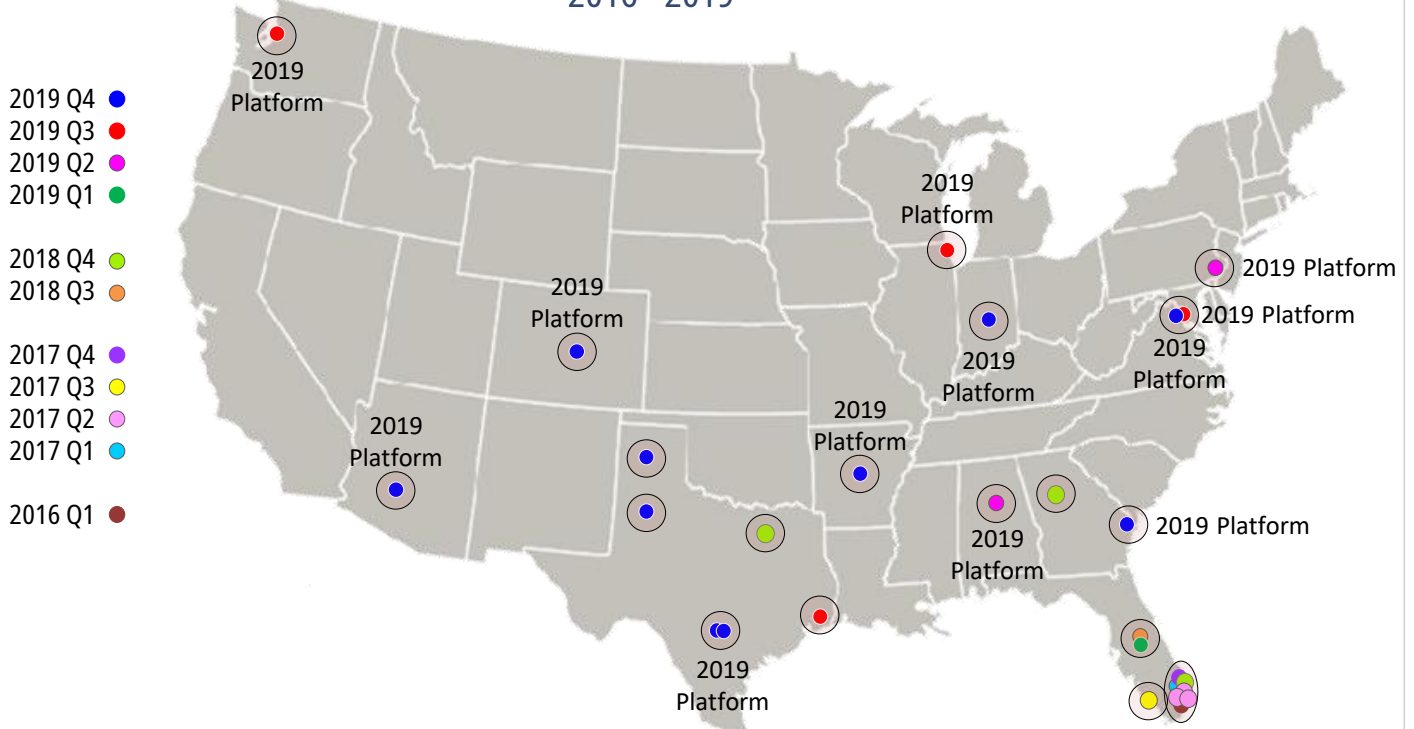 2016 - 2019
2019
Platform
2019 Q4
2019 Q3
2019 Q2
2019 Q1
2018 Q4
2018 Q3
2017 Q4
2017 Q3
2017 Q2
2017 Q1
2016 Q1
2019
Platform
2019 Platform
2019
Platform
2019 Platform
2019
Platform
2019
Platform
2019
Platform
2019
Platform
2019 Platform
2019
Platform
2019
Platform